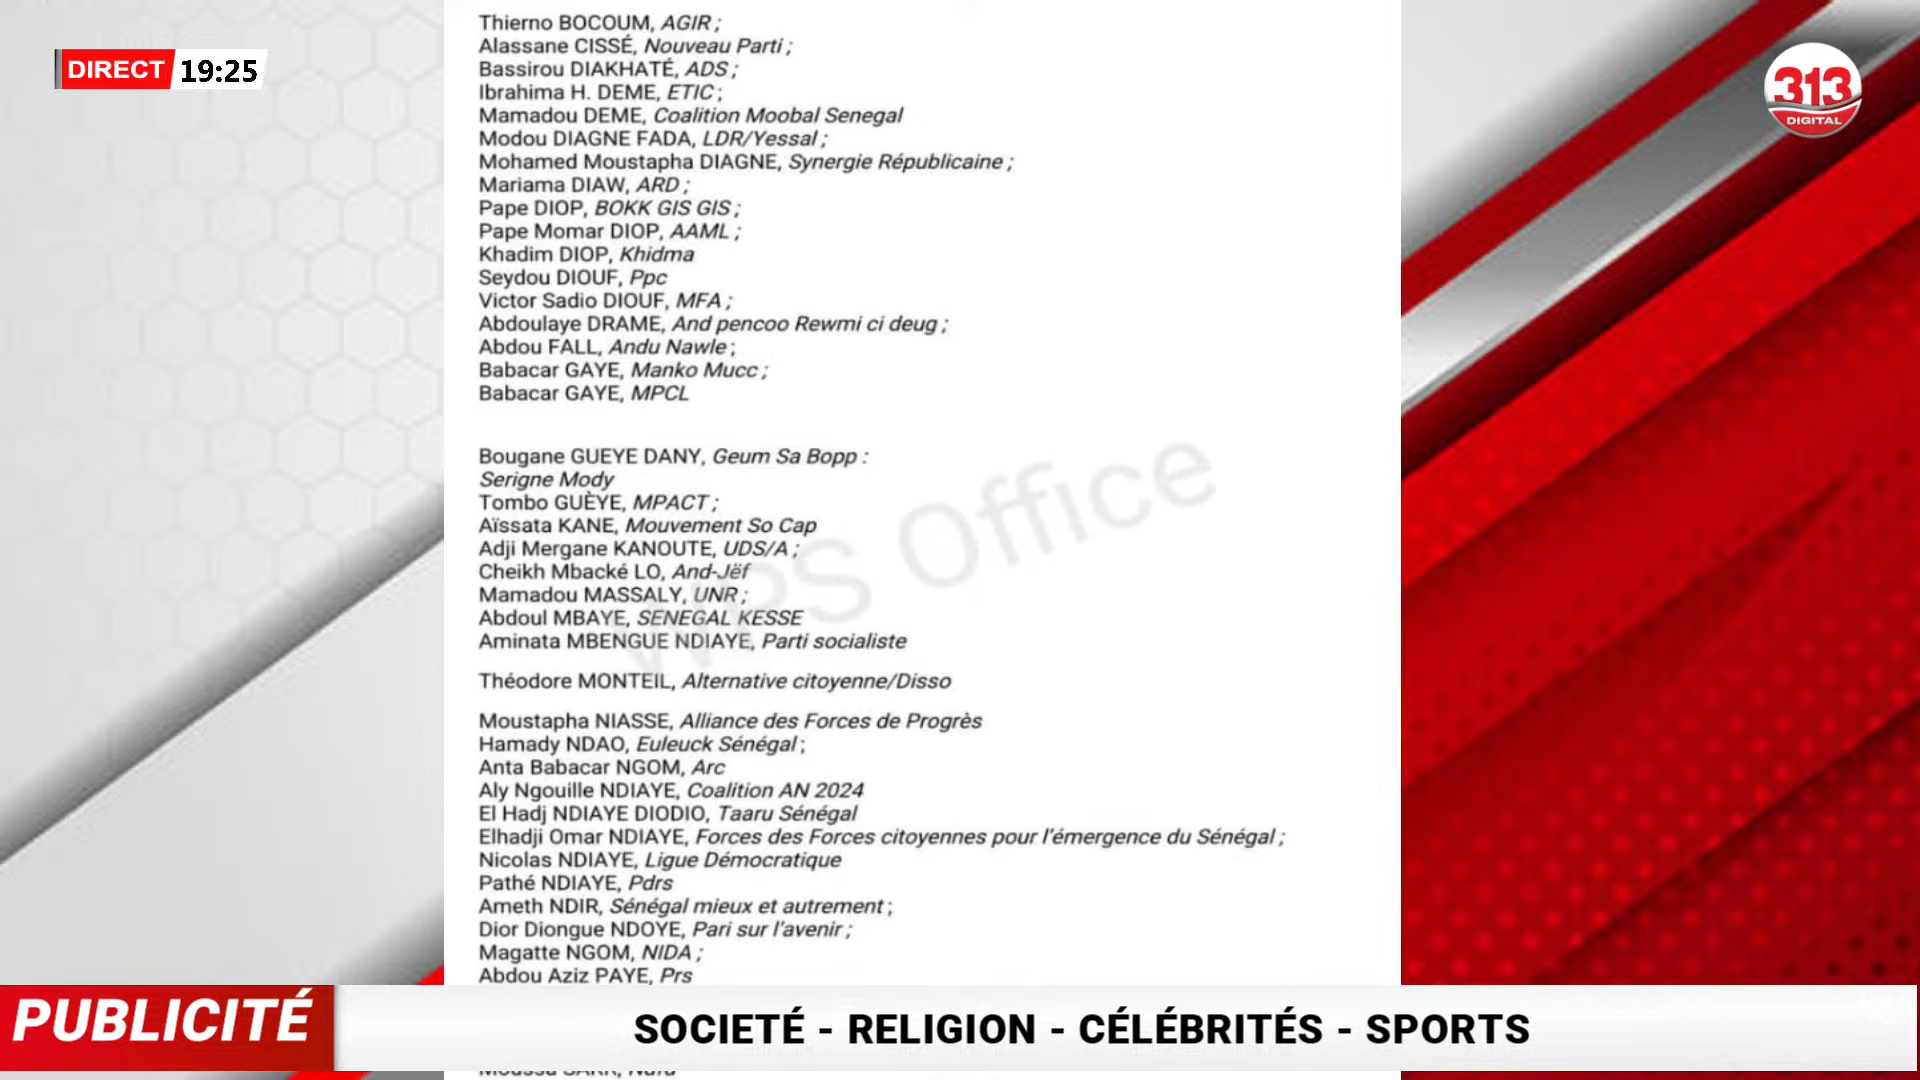 Thierno BOCOUM, AGIR ;
Alassane CISSÉ, Nouveau Parti ;
Bassirou DIAKHATÉ, ADS ;
Ibrahima H. DEME, ETIC ;
Mamadou DEME, Coalition Moobal Senegal
Modou DIAGNE FADA, LDR/Yessal ;
Mohamed Moustapha DIAGNE, Synergie Républicaine ;
Mariama DIAW, ARD ;
Pape DIOP, BOKK GIS GIS ;
Pape Momar DIOP, AAML ;
Khadim DIOP, Khidma
Seydou DIOUF, Ppc
Victor Sadio DIOUF, MFA ;
Abdoulaye DRAME, And pencoo Rewmi ci deug ;
Abdou FALL, Andu Nawle ;
Babacar GAYE, Manko Mucc ;
Babacar GAYE, MPCL
Bougane GUEYE DANY, Geum Sa Bopp :
Serigne Mody
Tombo GUÈYE, MPACT ;
Aïssata KANE, Mouvement So Cap
Adji Mergane KANOUTE, UDS/A ;
Cheikh Mbacké LO, And-Jëf
Mamadou MASSALY, UNR ;
Abdoul MBAYE, SENEGAL KESSE
Aminata MBENGUE NDIAYE, Parti socialiste
Théodore MONTEIL, Alternative citoyenne/Disso
Moustapha NIASSE, Alliance des Forces de Progrès
Hamady NDAO, Euleuck Sénégal ;
Anta Babacar NGOM, Arc
Aly Ngouille NDIAYE, Coalition AN 2024
El Hadj NDIAYE DIODIO, Taaru Sénégal
Elhadji Omar NDIAYE, Forces des Forces citoyennes pour l'émergence du Sénégal ;
Nicolas NDIAYE, Ligue Démocratique
Pathé NDIAYE, Pdrs
Ameth NDIR, Sénégal mieux et autrement ;
Dior Diongue NDOYE, Pari sur l'avenir ;
Magatte NGOM, NIDA ;
Abdou Aziz PAYE, Prs
WPS Office
DIRECT 19:25
313
DIGITAL
PUBLICITÉ
SOCIETÉ - RELIGION - CÉLÉBRITÉS - SPORTS